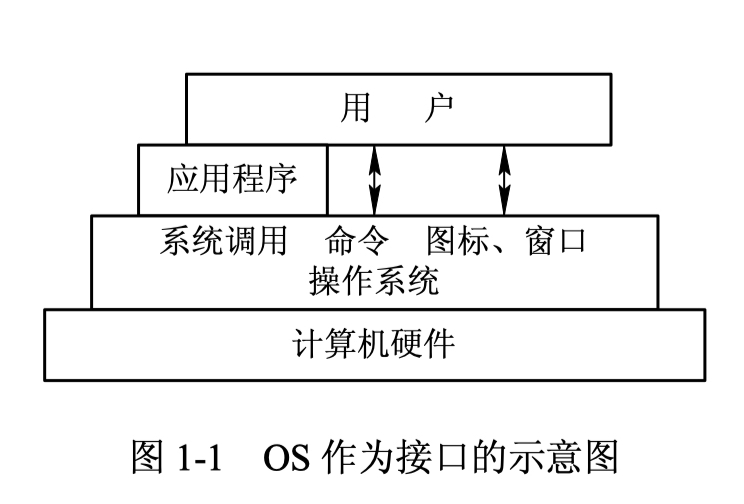 用 户
应用程序
系统调用 命令 图标、窗口
操作系统
计算机硬件
图 1-1 OS 作为接口的示意图